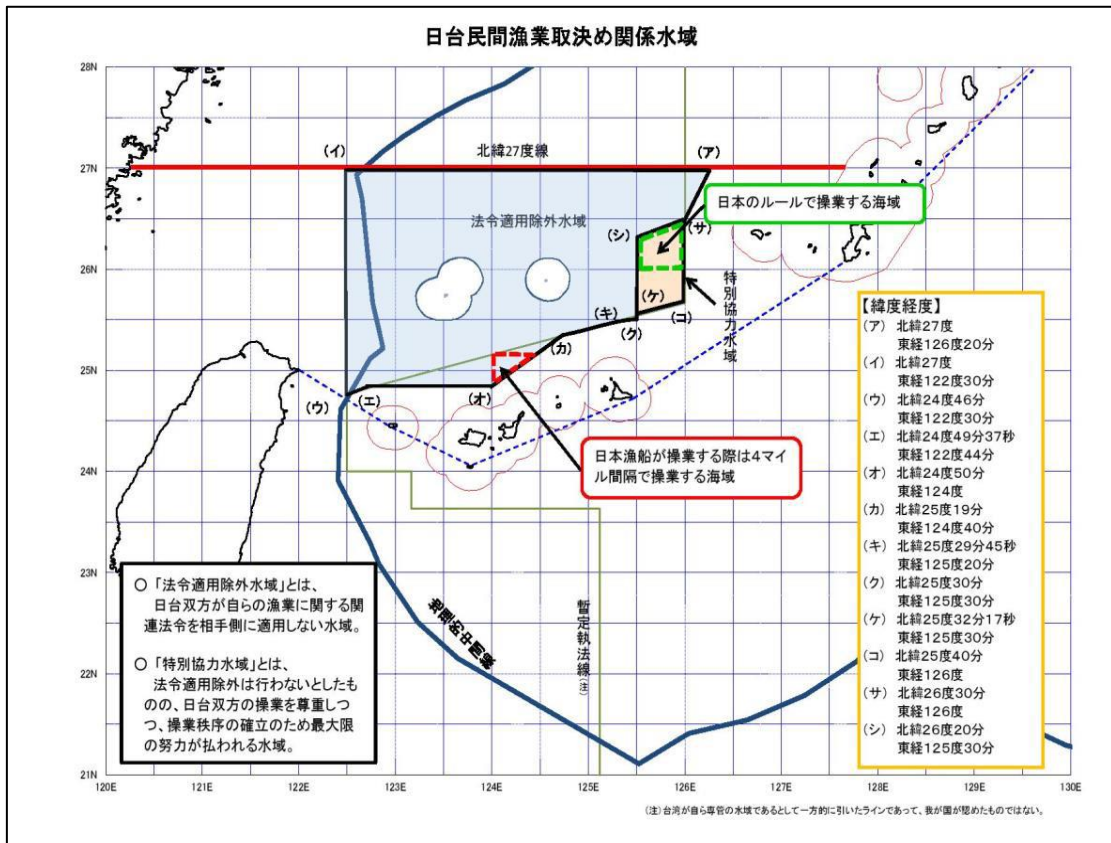 日台民間漁業取決め関係水域
28N
27N
26N
25N
24N
23N
22N
21N
120E
121E
122E
123E
124E
125E
126E
127E
128E
129E
130E
北緯27度線
(イ)
(ア)
法令適用除外水域
日本のルールで操業する海域
(シ)
(サ)
(ケ)
(コ)
特別協力水域
(キ)
(ク)
(カ)
(ウ)
(エ)
(オ)
日本漁船が操業する際は4マイ
ル間隔で操業する海域
地理的中間線
暫定執法線(注)
○ 「法令適用除外水域」とは、
日台双方が自らの漁業に関する関
連法令を相手側に適用しない水域。
○ 「特別協力水域」とは、
法令適用除外は行わないとしたも
のの、日台双方の操業を尊重しつ
つ、操業秩序の確立のため最大限
の努力が払われる水域。
【緯度経度】
(ア) 北緯27度
東経126度20分
(イ) 北緯27度
東経122度30分
(ウ) 北緯24度46分
東経122度30分
(エ) 北緯24度49分37秒
東経122度44分
(オ) 北緯24度50分
東経124度
(カ) 北緯25度19分
東経124度40分
(キ) 北緯25度29分45秒
東経125度20分
(ク) 北緯25度30分
東経125度30分
(ケ) 北緯25度32分17秒
東経125度30分
(コ) 北緯25度40分
東経126度
(サ) 北緯26度30分
東経126度
(シ) 北緯26度20分
東経125度30分
(注)台湾が自ら専管の水域であるとして一方的に引いたラインであって、我が国が認めたものではない。